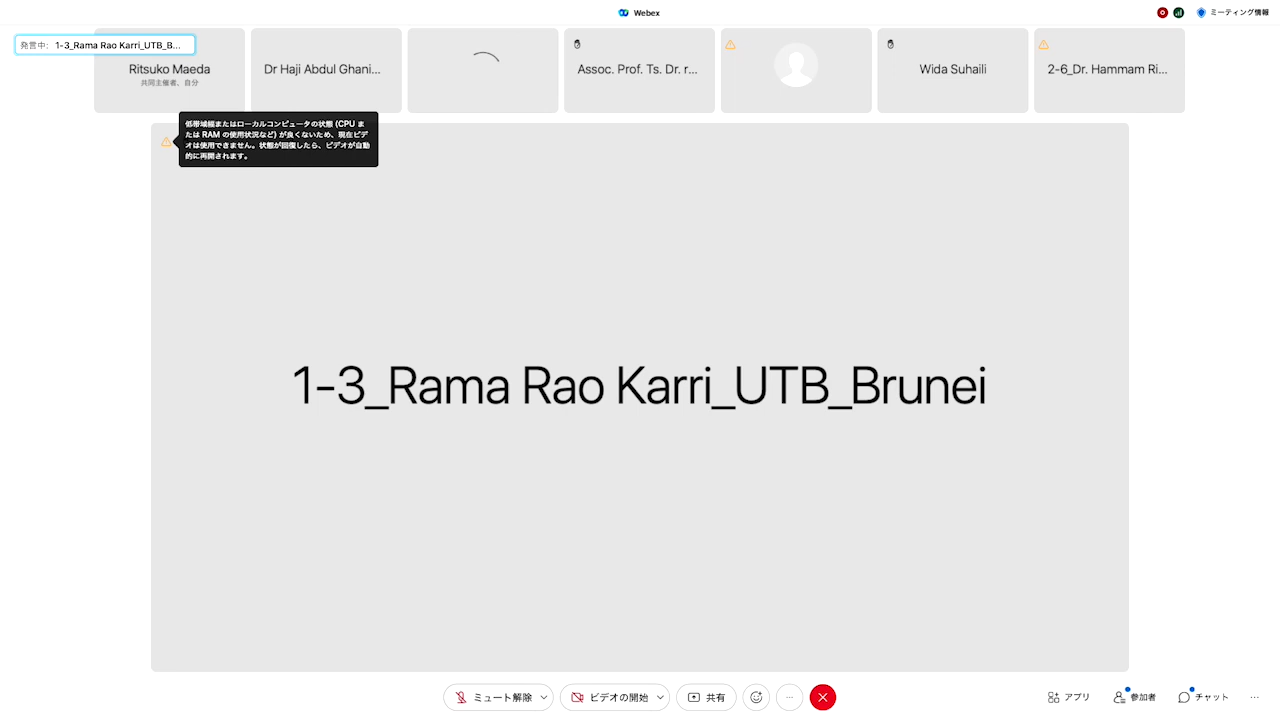 Webex
ミーティング情報
発言中: 1-3_Rama Rao Karri_UTB_B...
Ritsuko Maeda
共同主催者、自分
Dr Haji Abdul Ghani...
Assoc. Prof. Ts. Dr. r...
Wida Suhaili
2-6_Dr. Hammam Ri...
低帯域幅またはローカルコンピュータの状態 (CPU ま
たは RAM の使用状況など) が良くないため、現在ビデ
オは使用できません。状態が回復したら、ビデオが自動
的に再開されます。
1-3_Rama Rao Karri_UTB_Brunei
ミュート解除
ビデオの開始
共有
アプリ
参加者
チャット